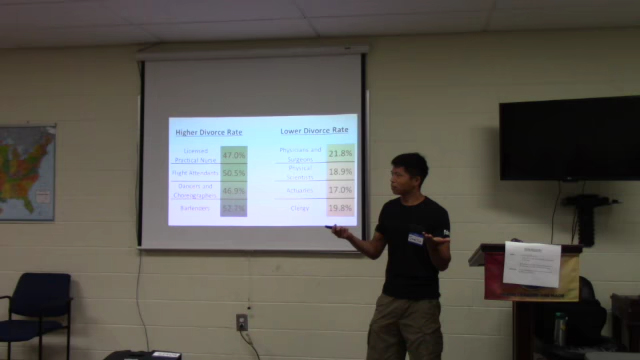 Higher Divorce Rate
Licensed
Practical Nurse 47.0%
Flight Attendants 50.5%
Dancers and
Choreographers 46.8%
Bartenders 52.7%
Lower Divorce Rate
Physicians and
Surgeons 21.8%
Physical
Scientists 18.9%
Actuaries 17.0%
Clergy 19.8%